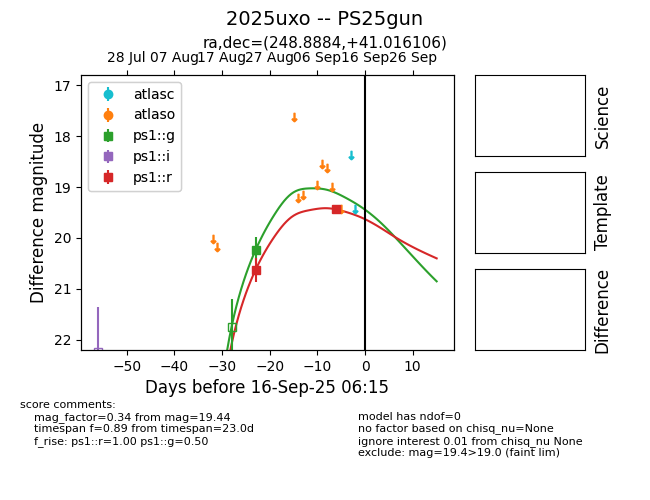 2025uxo -- PS25gun
ra,dec=(248.8884,+41.016106)
28 Jul 07 Aug 17 Aug 27 Aug 06 Sep 16 Sep 26 Sep
17
18
19
20
21
22
Difference magnitude
atlasc
atlaso
ps1::g
ps1::i
ps1::r
−50 −40 −30 −20 −10 0 10
Days before 16-Sep-25 06:15
Science
Template
Difference
score comments:
mag_factor=0.34 from mag=19.44
timespan f=0.89 from timespan=23.0d
f_rise: ps1::r=1.00 ps1::g=0.50
model has ndof=0
no factor based on chisq_nu=None
ignore interest 0.01 from chisq_nu None
exclude: mag=19.4>19.0 (faint lim)